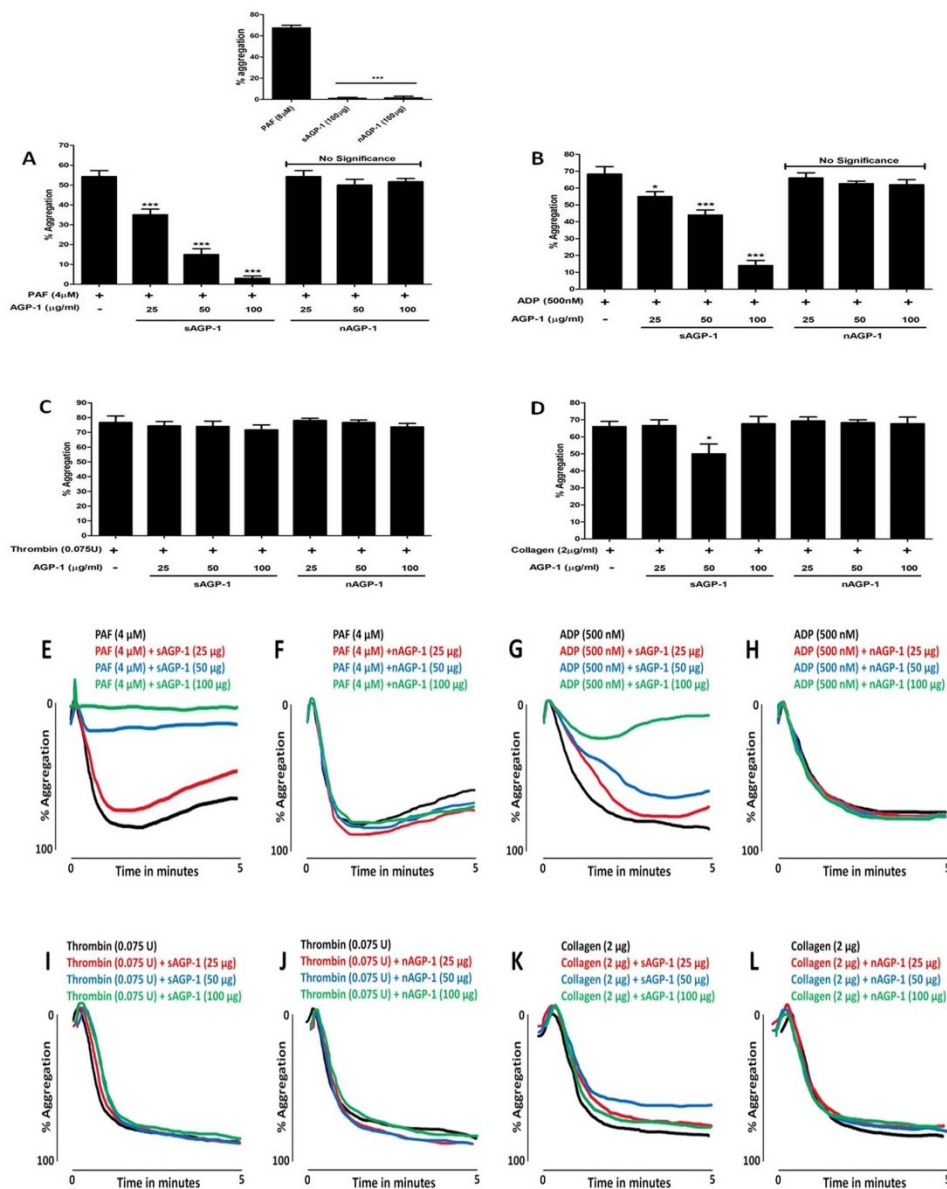 % aggregation
80
60
40
20
0
***
PAF (8µM)
sAGP-1 (100µg)
nAGP-1 (100µg)
A
% Aggregation
70
60
50
40
30
20
10
0
***
***
***
No Significance
PAF (4µM) + + + + + + +
AGP-1 (µg/ml) - 25 50 100 25 50 100
sAGP-1 nAGP-1
B
% Aggregation
80
70
60
50
40
30
20
10
0
*
***
***
No Significance
ADP (500nM) + + + + + + +
AGP-1 (µg/ml) - 25 50 100 25 50 100
sAGP-1 nAGP-1
C
% Aggregation
90
80
70
60
50
40
30
20
10
0
Thrombin (0.075U) + + + + + + +
AGP-1 (µg/ml) - 25 50 100 25 50 100
sAGP-1 nAGP-1
D
% Aggregation
80
70
60
50
40
30
20
10
0
*
Collagen (2µg/ml) + + + + + + +
AGP-1 (µg/ml) - 25 50 100 25 50 100
sAGP-1 nAGP-1
E
PAF (4 µM)
PAF (4 µM) + sAGP-1 (25 µg)
PAF (4 µM) + sAGP-1 (50 µg)
PAF (4 µM) + sAGP-1 (100 µg)
0
% Aggregation
100
0 Time in minutes 5
F
PAF (4 µM)
PAF (4 µM) +nAGP-1 (25 µg)
PAF (4 µM) +nAGP-1 (50 µg)
PAF (4 µM) +nAGP-1 (100 µg)
0
% Aggregation
100
0 Time in minutes 5
G
ADP (500 nM)
ADP (500 nM) + sAGP-1 (25 µg)
ADP (500 nM) + sAGP-1 (50 µg)
ADP (500 nM) + sAGP-1 (100 µg)
0
% Aggregation
100
0 Time in minutes 5
H
ADP (500 nM)
ADP (500 nM) + nAGP-1 (25 µg)
ADP (500 nM) + nAGP-1 (50 µg)
ADP (500 nM) + nAGP-1 (100 µg)
0
% Aggregation
100
0 Time in minutes 5
I
Thrombin (0.075 U)
Thrombin (0.075 U) + sAGP-1 (25 µg)
Thrombin (0.075 U) + sAGP-1 (50 µg)
Thrombin (0.075 U) + sAGP-1 (100 µg)
0
% Aggregation
100
0 Time in minutes 5
J
Thrombin (0.075 U)
Thrombin (0.075 U) + nAGP-1 (25 µg)
Thrombin (0.075 U) + nAGP-1 (50 µg)
Thrombin (0.075 U) + nAGP-1 (100 µg)
0
% Aggregation
100
0 Time in minutes 5
K
Collagen (2 µg)
Collagen (2 µg) + sAGP-1 (25 µg)
Collagen (2 µg) + sAGP-1 (50 µg)
Collagen (2 µg) + sAGP-1 (100 µg)
0
% Aggregation
100
0 Time in minutes 5
L
Collagen (2 µg)
Collagen (2 µg) + nAGP-1 (25 µg)
Collagen (2 µg) + nAGP-1 (50 µg)
Collagen (2 µg) + nAGP-1 (100 µg)
0
% Aggregation
100
0 Time in minutes 5